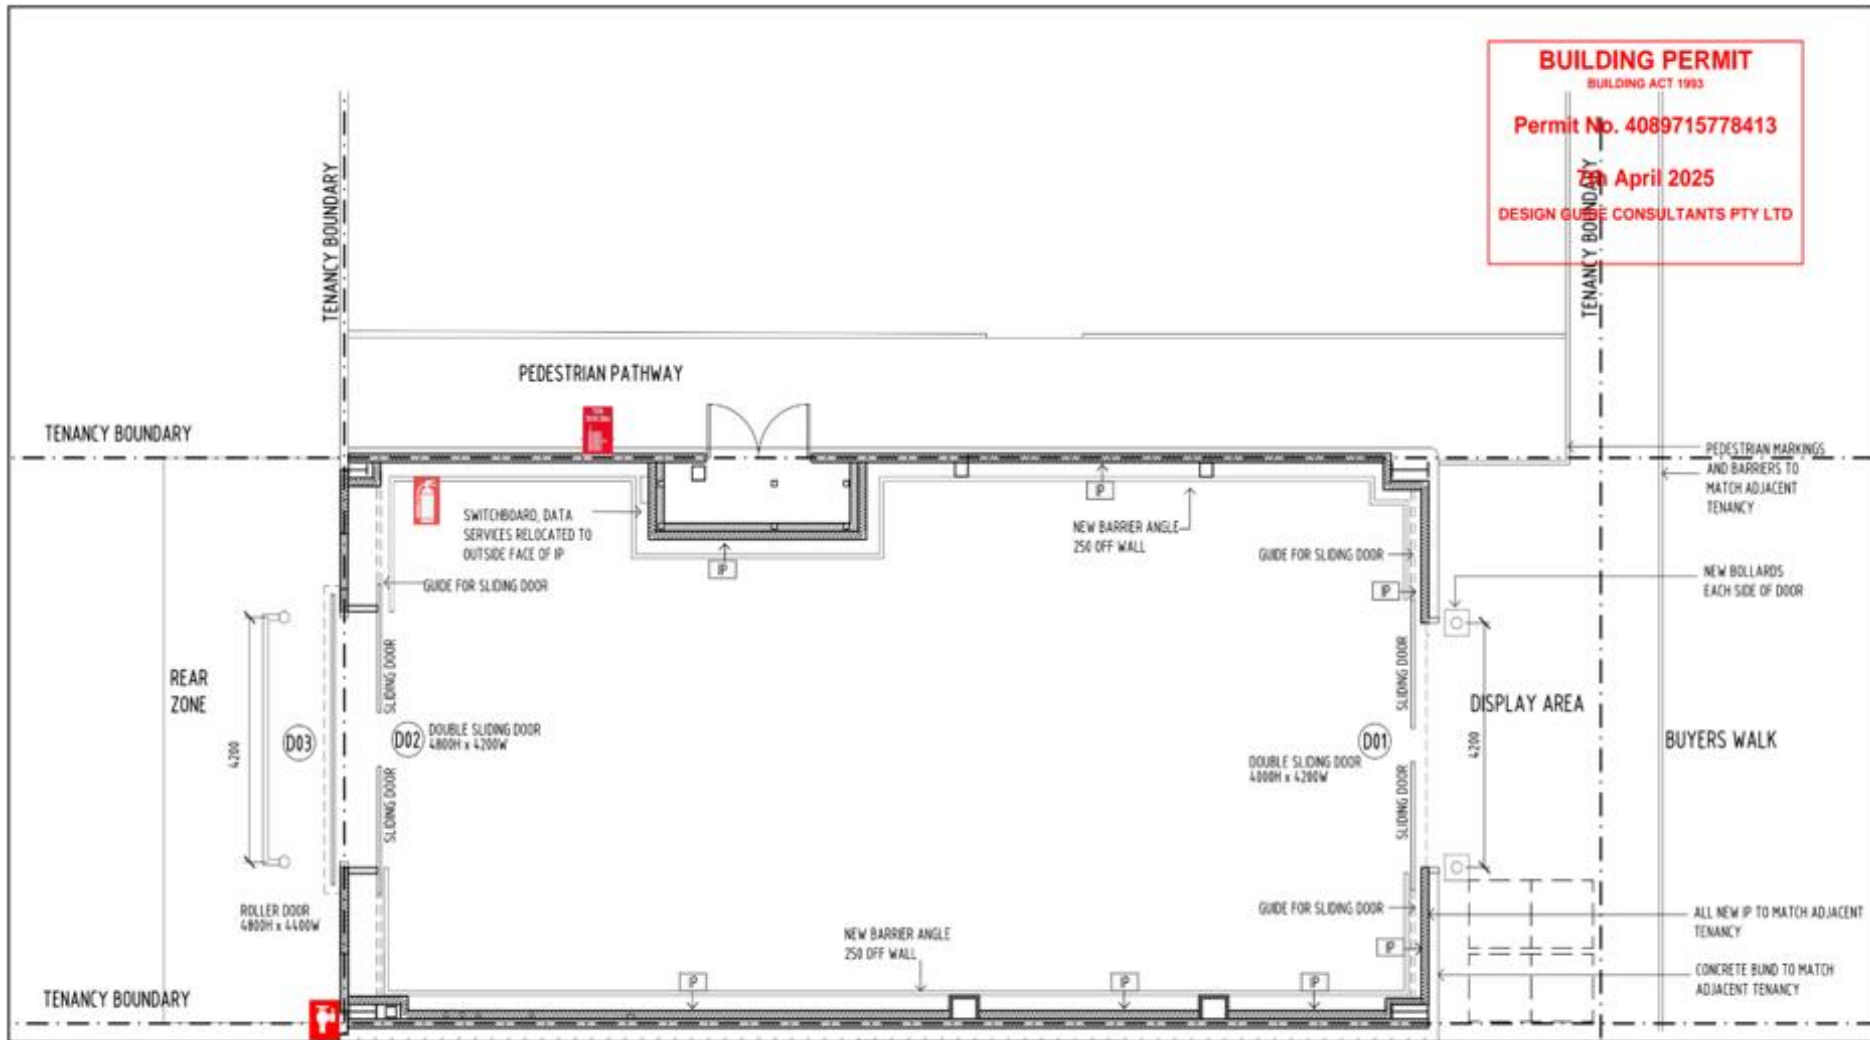 BUILDING PERMIT
BUILDING ACT 1993
Permit No. 4089715778413
7th April 2025
DESIGN GUIDE CONSULTANTS PTY LTD
TENANCY BOUNDARY
TENANCY BOUNDARY
PEDESTRIAN PATHWAY
TENANCY BOUNDARY
PEDESTRIAN MARKINGS
AND BARRIERS TO
MATCH ADJACENT
TENANCY
SWITCHBOARD, DATA
SERVICES RELOCATED TO
OUTSIDE FACE OF IP
IP
NEW BARRIER ANGLE
250 OFF WALL
IP
GUIDE FOR SLIDING DOOR
GUIDE FOR SLIDING DOOR
IP
NEW BOLLARDS
EACH SIDE OF DOOR
REAR
ZONE
4200
D03
SLIDING DOOR
D02
DOUBLE SLIDING DOOR
4800H x 4200W
SLIDING DOOR
SLIDING DOOR
D01
DOUBLE SLIDING DOOR
4000H x 4200W
SLIDING DOOR
DISPLAY AREA
4200
BUYERS WALK
ROLLER DOOR
4800H x 4400W
GUIDE FOR SLIDING DOOR
ALL NEW IP TO MATCH ADJACENT
TENANCY
NEW BARRIER ANGLE
250 OFF WALL
IP
IP
IP
IP
CONCRETE BUND TO MATCH
ADJACENT TENANCY
TENANCY BOUNDARY